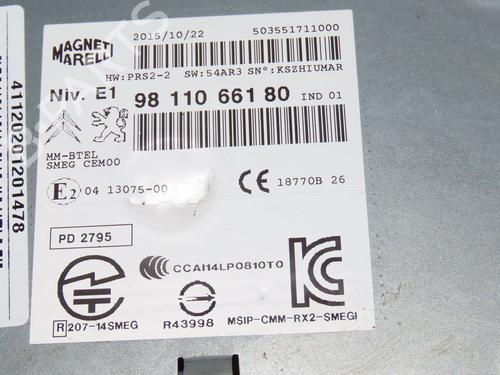 MAGNETI
MARELLI
2015/10/22
503551711000
HW:PRS2-2 SW:54AR3 SN°:KSZHIUMAR
Niv. E1
98 110 661 80 IND 01
MM-BTEL
SMEG CEM00
E2 04 13075-00
CE 18770B 26
PD 2795
CCAI14LP0810T0
R 207-14SMEG
R43998
MSIP-CMM-RX2-SMEGI
41120201201478